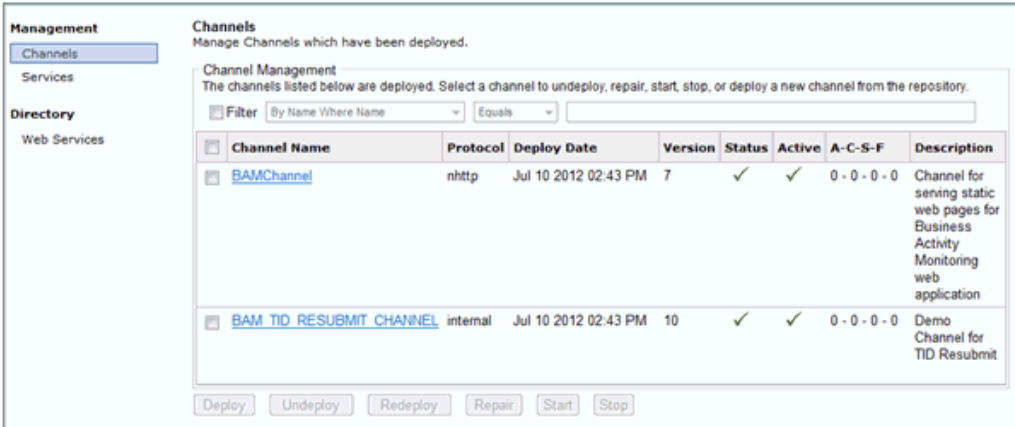 Management
Channels
Services
Directory
Web Services
Channels
Manage Channels which have been deployed.
Channel Management
The channels listed below are deployed. Select a channel to undeploy, repair, start, stop, or deploy a new channel from the repository.
Filter By Name Where Name Equals
Channel Name Protocol Deploy Date Version Status Active A-C-S-F Description
BAMChannel nhttp Jul 10 2012 02:43 PM 7 ✓ ✓ 0 - 0 - 0 - 0 Channel for
serving static
web pages for
Business
Activity
Monitoring
web
application
BAM_TID_RESUBMIT_CHANNEL internal Jul 10 2012 02:43 PM 10 ✓ ✓ 0 - 0 - 0 - 0 Demo
Channel for
TID Resubmit
Deploy Undeploy Redeploy Repair Start Stop